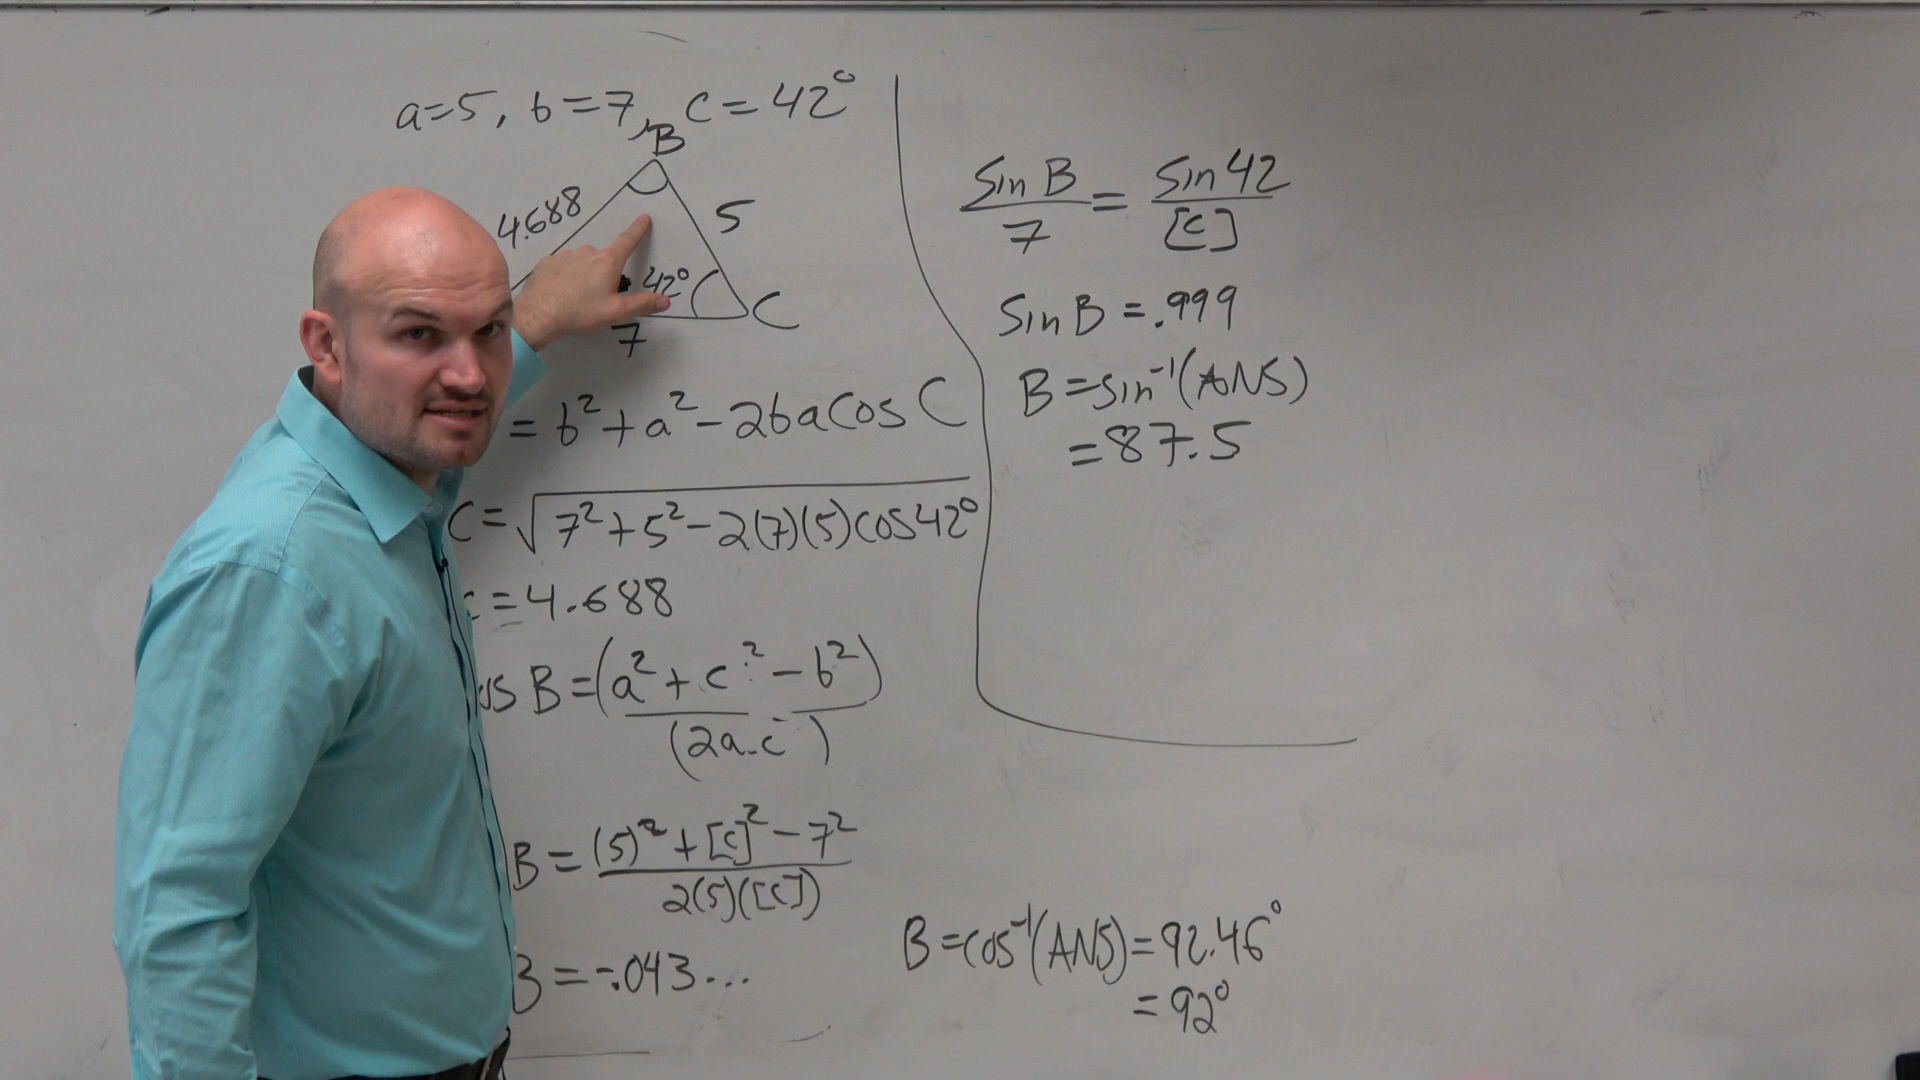 a=5, b=7, C=42°
B
4.688
5
42°
C
7
= b²+a²-2ba Cos C
C=√7²+5²-2(7)(5)cos42°
c=4.688
os B=(a²+c²-b²)
(2a c)
B=(5)²+[c]²-7²
2(5)([c])
B=-.043...
Sin B = Sin 42
7 [c]
Sin B=.999
B=sin⁻¹(ANS)
=87.5
B=cos⁻¹(ANS)=92.46°
=92°